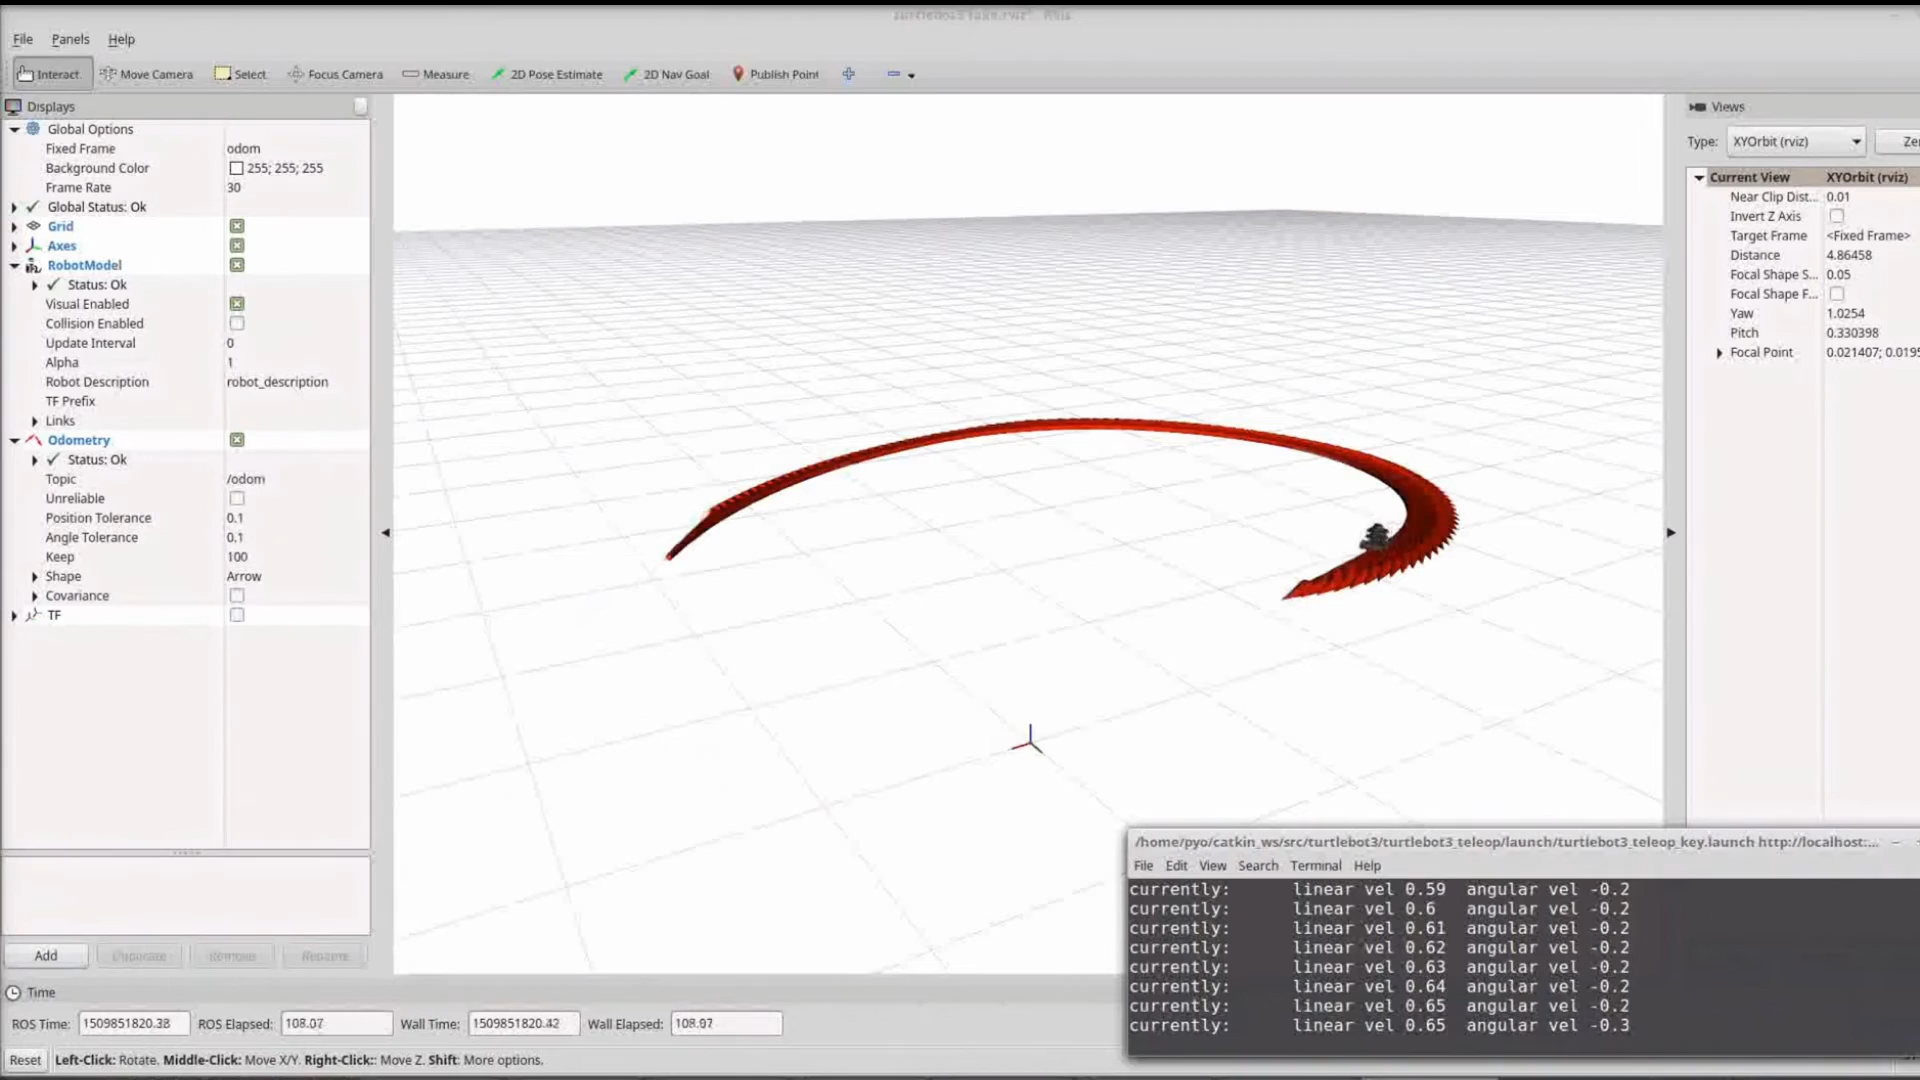 File Panels Help
Interact Move Camera Select Focus Camera Measure 2D Pose Estimate 2D Nav Goal Publish Point
Displays
Global Options
Fixed Frame odom
Background Color 255; 255; 255
Frame Rate 30
Global Status: Ok
Grid
Axes
RobotModel
Status: Ok
Visual Enabled
Collision Enabled
Update Interval 0
Alpha 1
Robot Description robot_description
TF Prefix
Links
Odometry
Status: Ok
Topic /odom
Unreliable
Position Tolerance 0.1
Angle Tolerance 0.1
Keep 100
Shape Arrow
Covariance
TF
Add Duplicate Remove Rename
Views
Type: XYOrbit (rviz) Zer
Current View XYOrbit (rviz)
Near Clip Dist... 0.01
Invert Z Axis
Target Frame <Fixed Frame>
Distance 4.86458
Focal Shape S... 0.05
Focal Shape F...
Yaw 1.0254
Pitch 0.330398
Focal Point 0.021407; 0.0195
/home/pyo/catkin_ws/src/turtlebot3/turtlebot3_teleop/launch/turtlebot3_teleop_key.launch http://localhost:...
File Edit View Search Terminal Help
currently: linear vel 0.59 angular vel -0.2
currently: linear vel 0.6 angular vel -0.2
currently: linear vel 0.61 angular vel -0.2
currently: linear vel 0.62 angular vel -0.2
currently: linear vel 0.63 angular vel -0.2
currently: linear vel 0.64 angular vel -0.2
currently: linear vel 0.65 angular vel -0.2
currently: linear vel 0.65 angular vel -0.3
Time
ROS Time: 1509851820.38 ROS Elapsed: 108.07 Wall Time: 1509851820.42 Wall Elapsed: 108.07
Reset Left-Click: Rotate. Middle-Click: Move X/Y. Right-Click:: Move Z. Shift: More options.